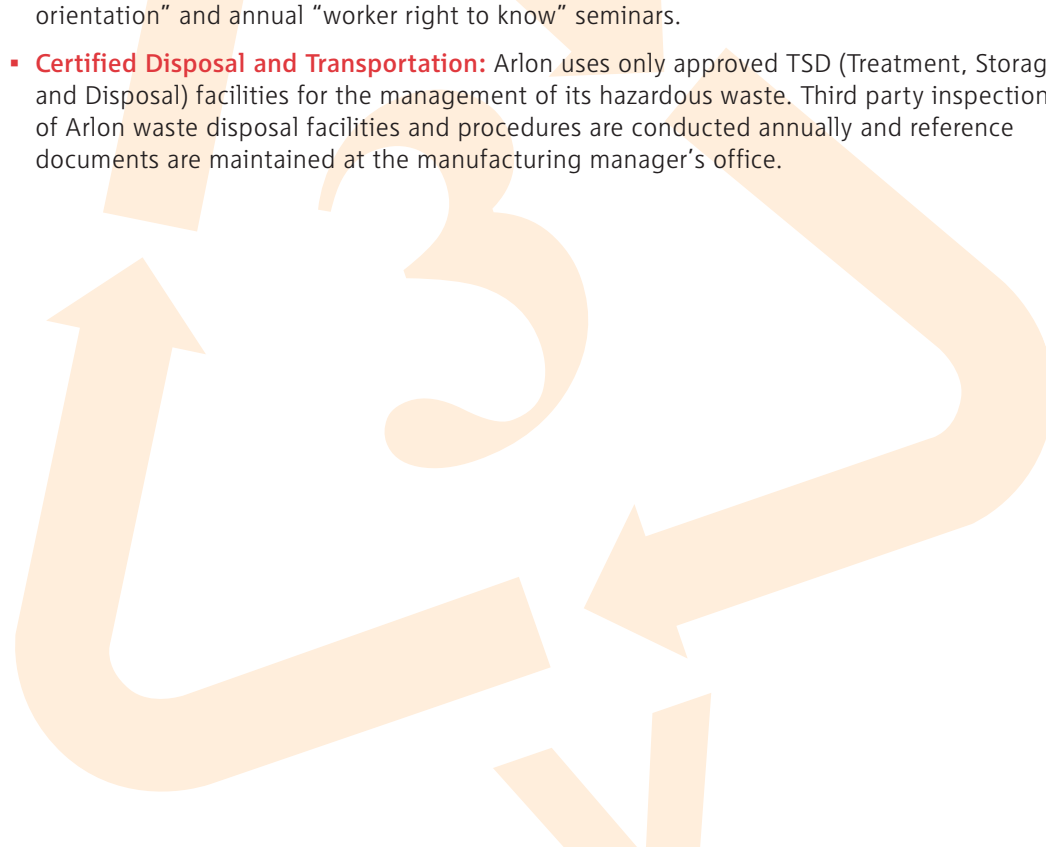 orientation” and annual “worker right to know” seminars.
▪ Certified Disposal and Transportation: Arlon uses only approved TSD (Treatment, Storag
and Disposal) facilities for the management of its hazardous waste. Third party inspection
of Arlon waste disposal facilities and procedures are conducted annually and reference
documents are maintained at the manufacturing manager’s office.
3
V